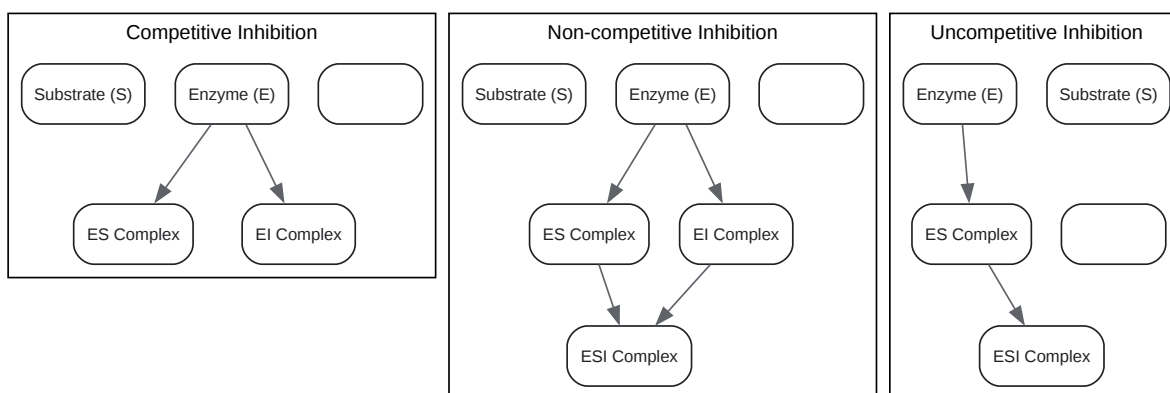 Competitive Inhibition
Substrate (S)
Enzyme (E)
ES Complex
EI Complex
Non-competitive Inhibition
Substrate (S)
Enzyme (E)
ES Complex
EI Complex
ESI Complex
Uncompetitive Inhibition
Enzyme (E)
Substrate (S)
ES Complex
ESI Complex